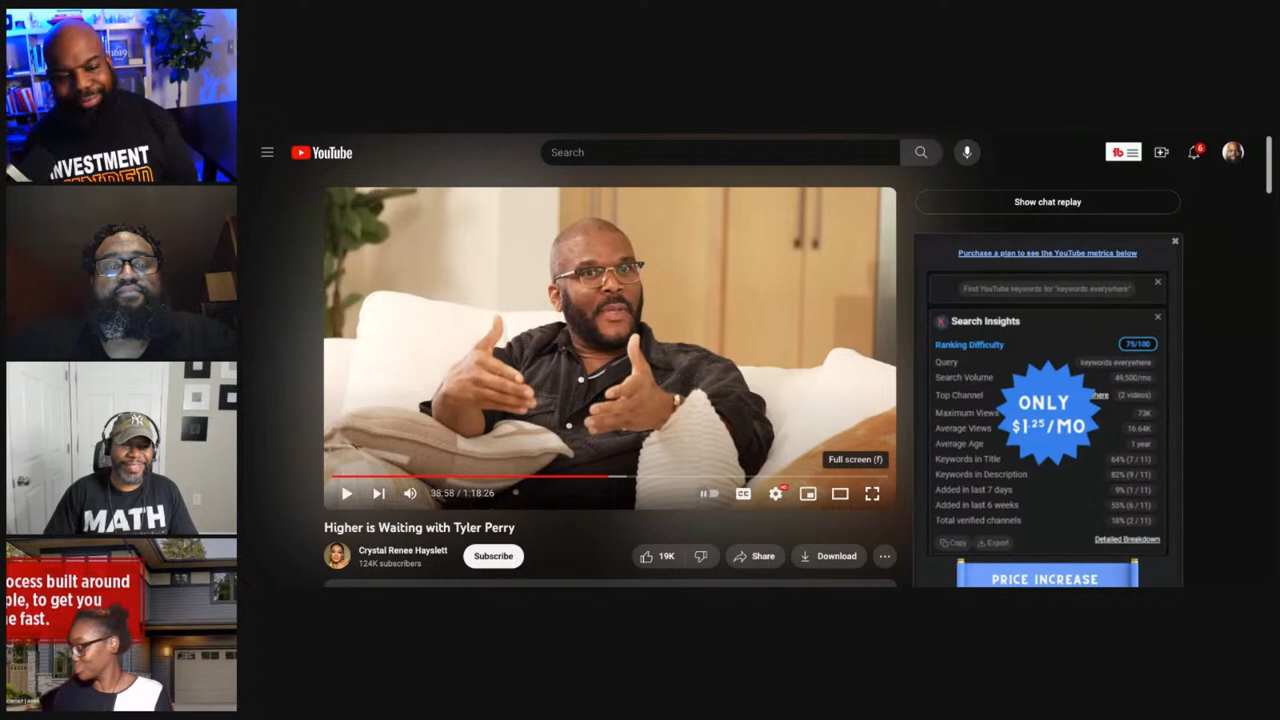 1619
INVESTMENT
ocess built around
ple, to get you
e fast.
MATH
YouTube
Search
tb
6
Show chat replay
Purchase a plan to see the YouTube metrics below
Find YouTube keywords for "keywords everywhere"
Search Insights
Ranking Difficulty 75/100
Query keywords everywhere
Search Volume 49,500/mo
Top Channel (2 videos)
Maximum Views 73K
Average Views 16.64K
Average Age 1 year
Keywords in Title 64% (7 / 11)
Keywords in Description 82% (9 / 11)
Added in last 7 days 9% (1 / 11)
Added in last 6 weeks 55% (6 / 11)
Total verified channels 18% (2 / 11)
Copy Export Detailed Breakdown
ONLY
$1.25/MO
PRICE INCREASE
Full screen (f)
38:58 / 1:18:26
CC
HD
Higher is Waiting with Tyler Perry
Crystal Renee Hayslett
124K subscribers
Subscribe
19K
Share
Download